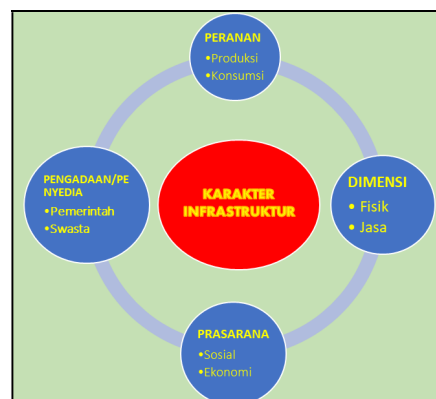 PERANAN
•Produksi
•Konsumsi
PENGADAAN/PE
NYEDIA
•Pemerintah
•Swasta
KARAKTER
INFRASTRUKTUR
DIMENSI
• Fisik
• Jasa
PRASARANA
•Sosial
•Ekonomi